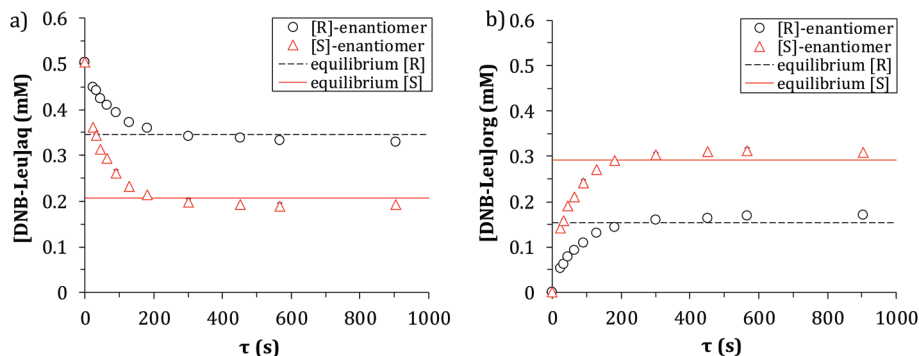 a)
[DNB-Leu]aq (mM)
0.6
0.5
0.4
0.3
0.2
0.1
0
[R]-enantiomer
[S]-enantiomer
equilibrium [R]
equilibrium [S]
0 200 400 600 800 1000
τ (s)
b)
[DNB-Leu]org (mM)
0.6
0.5
0.4
0.3
0.2
0.1
0
[R]-enantiomer
[S]-enantiomer
equilibrium [R]
equilibrium [S]
0 200 400 600 800 1000
τ (s)